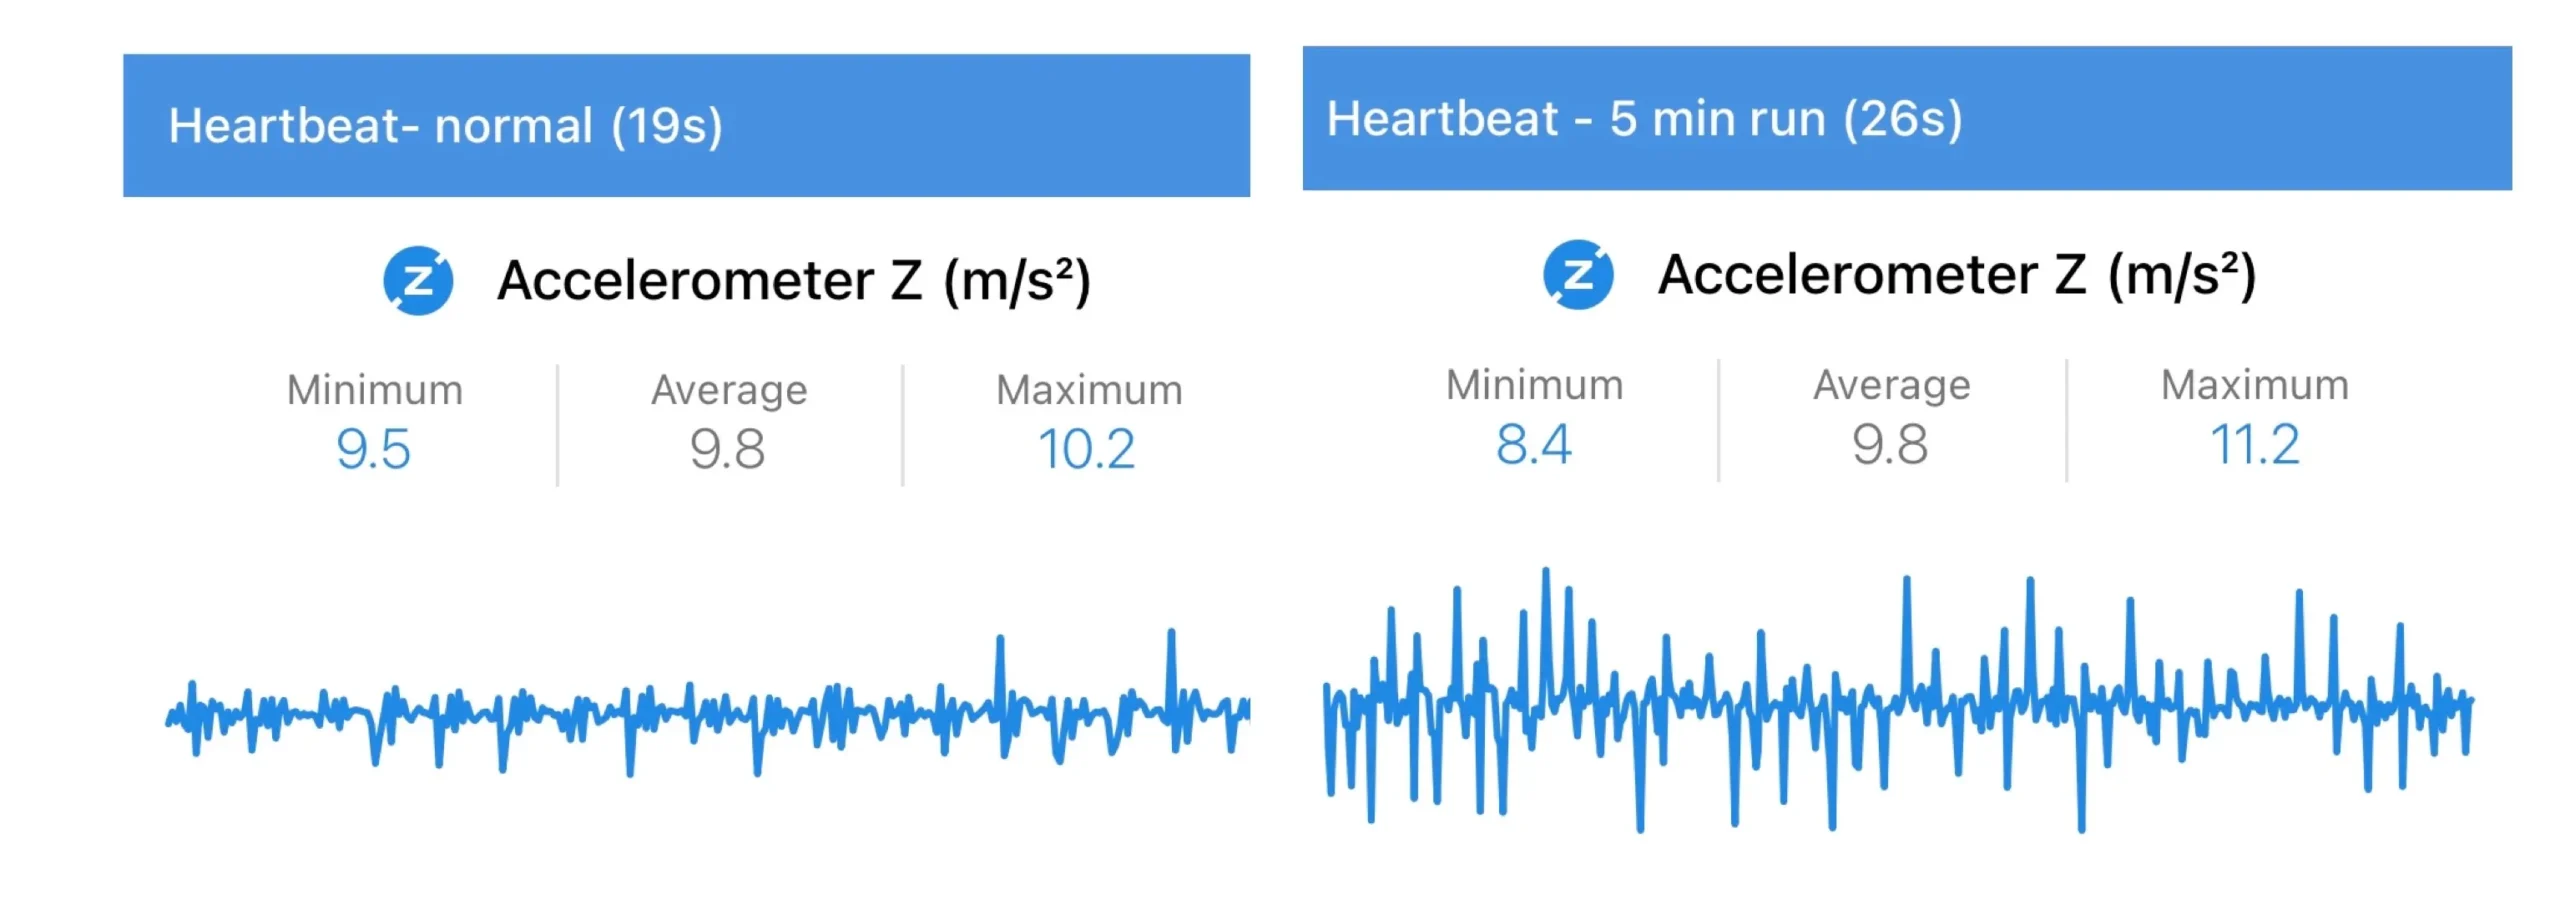 Heartbeat- normal (19s)
Z Accelerometer Z (m/s²)
Minimum Average Maximum
9.5 9.8 10.2
Heartbeat - 5 min run (26s)
Z Accelerometer Z (m/s²)
Minimum Average Maximum
8.4 9.8 11.2